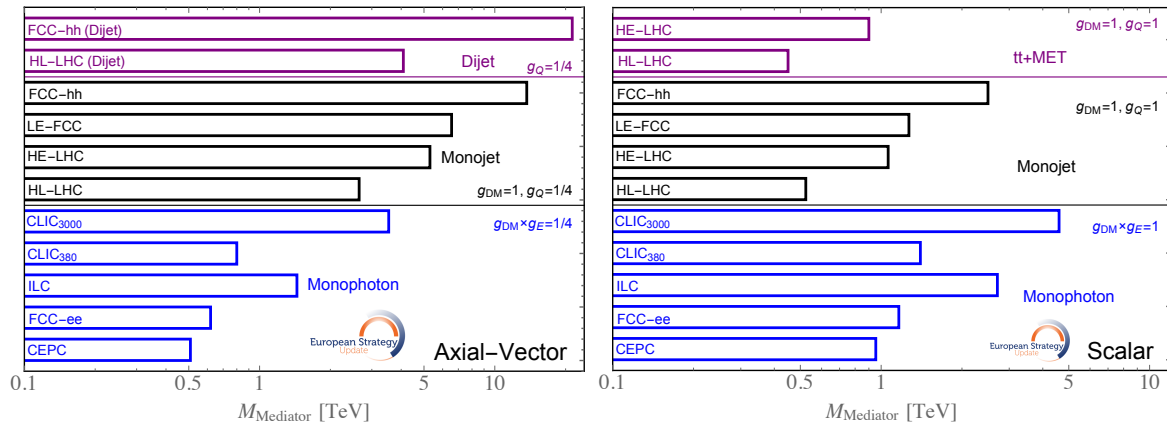 FCC-hh (Dijet)
HL-LHC (Dijet)
Dijet
gQ=1/4
FCC-hh
LE-FCC
HE-LHC
Monojet
HL-LHC
gDM=1, gQ=1/4
CLIC3000
gDM×gE=1/4
CLIC380
ILC
Monophoton
FCC-ee
CEPC
European Strategy
Update
Axial-Vector
0.1 0.5 1 5 10
MMediator [TeV]
HE-LHC
gDM=1, gQ=1
HL-LHC
tt+MET
FCC-hh
gDM=1, gQ=1
LE-FCC
HE-LHC
Monojet
HL-LHC
CLIC3000
gDM×gE=1
CLIC380
ILC
Monophoton
FCC-ee
CEPC
European Strategy
Update
Scalar
0.1 0.5 1 5 10
MMediator [TeV]